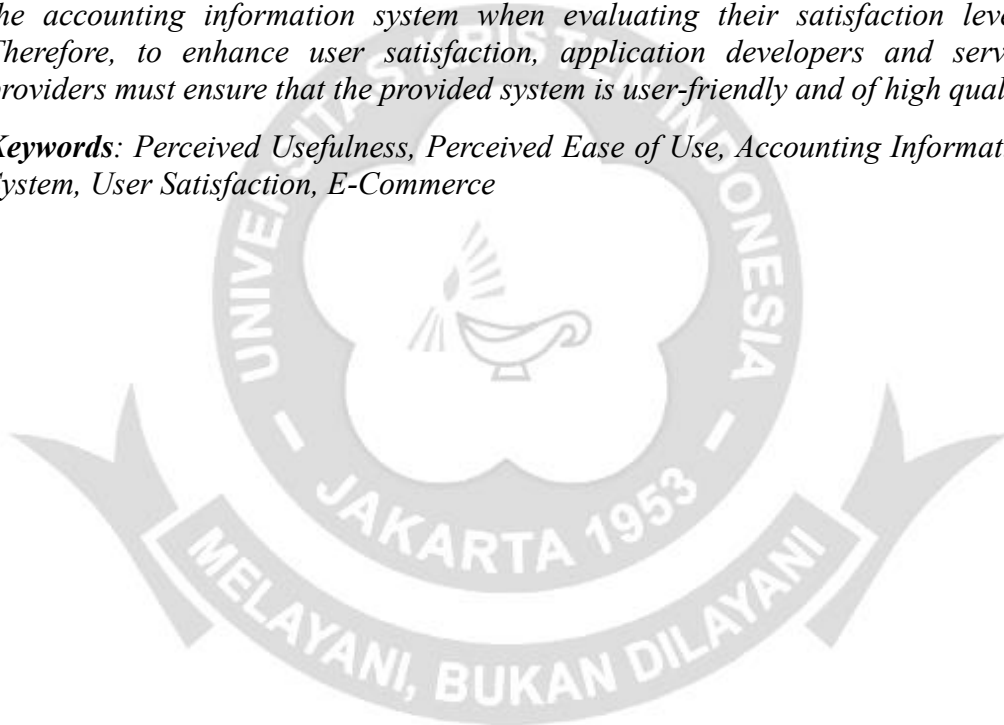 the accounting information system when evaluating their satisfaction leve
Therefore, to enhance user satisfaction, application developers and serv
providers must ensure that the provided system is user-friendly and of high qual
Keywords: Perceived Usefulness, Perceived Ease of Use, Accounting Informat
System, User Satisfaction, E-Commerce
UNIVERSITAS KRISTEN INDONESIA
- JAKARTA 1953 -
MELAYANI, BUKAN DILAYANI